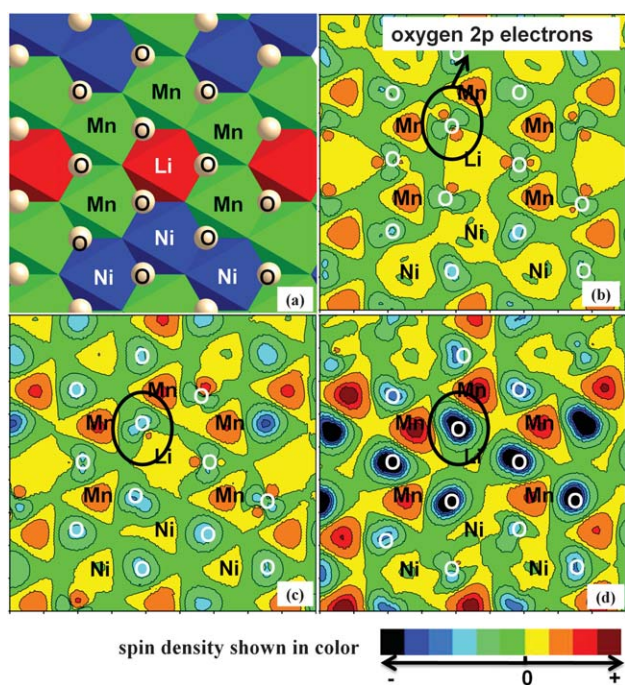 oxygen 2p electrons
O O Mn O
Mn O Mn
O Li O
Mn O O Mn
O Ni O
Ni O Ni O
(a)
O
O O
Mn
Mn O Mn O
O Li O
Mn O Mn O
O Ni O
Ni O Ni O
(b)
O
O Mn O
Mn O Mn
O Li O
Mn O Mn O
O Ni O
Ni O Ni O
(c)
O
O Mn O
Mn O Mn O
O Li O
Mn O Mn O
O Ni O
Ni O Ni O
(d)
spin density shown in color
- 0 +